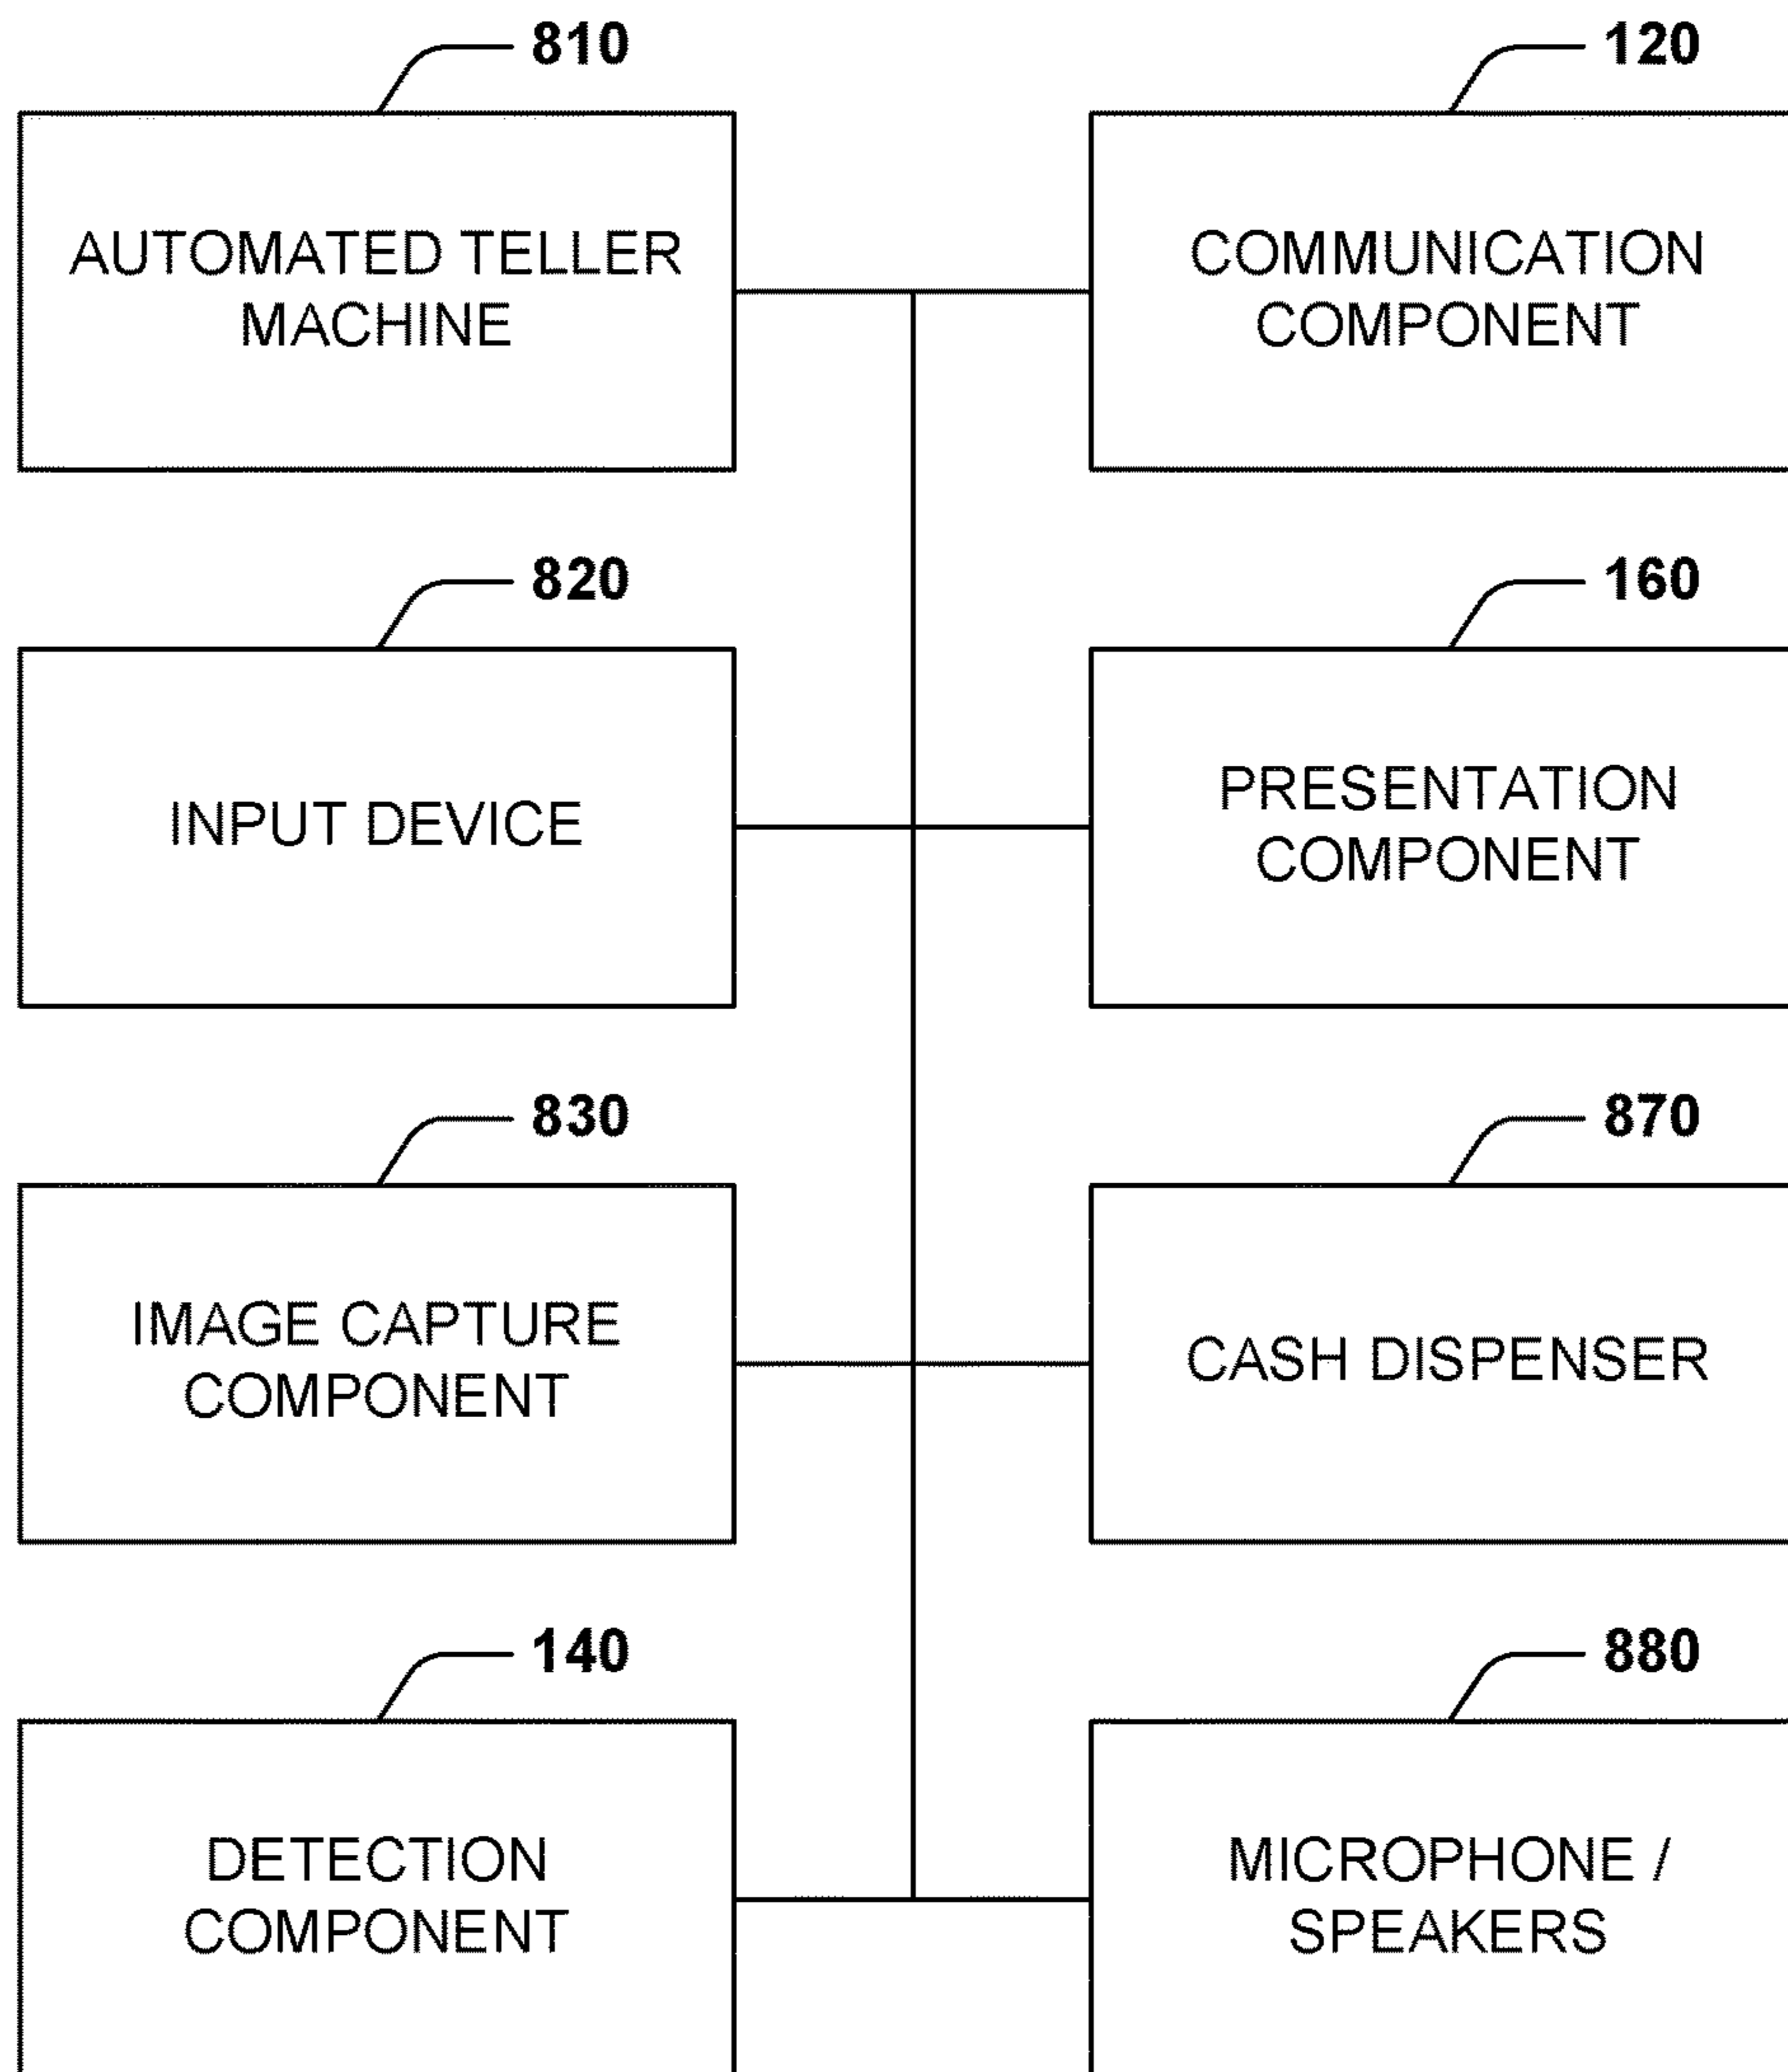 810
AUTOMATED TELLER
MACHINE
120
COMMUNICATION
COMPONENT
820
INPUT DEVICE
160
PRESENTATION
COMPONENT
830
IMAGE CAPTURE
COMPONENT
870
CASH DISPENSER
140
DETECTION
COMPONENT
880
MICROPHONE /
SPEAKERS